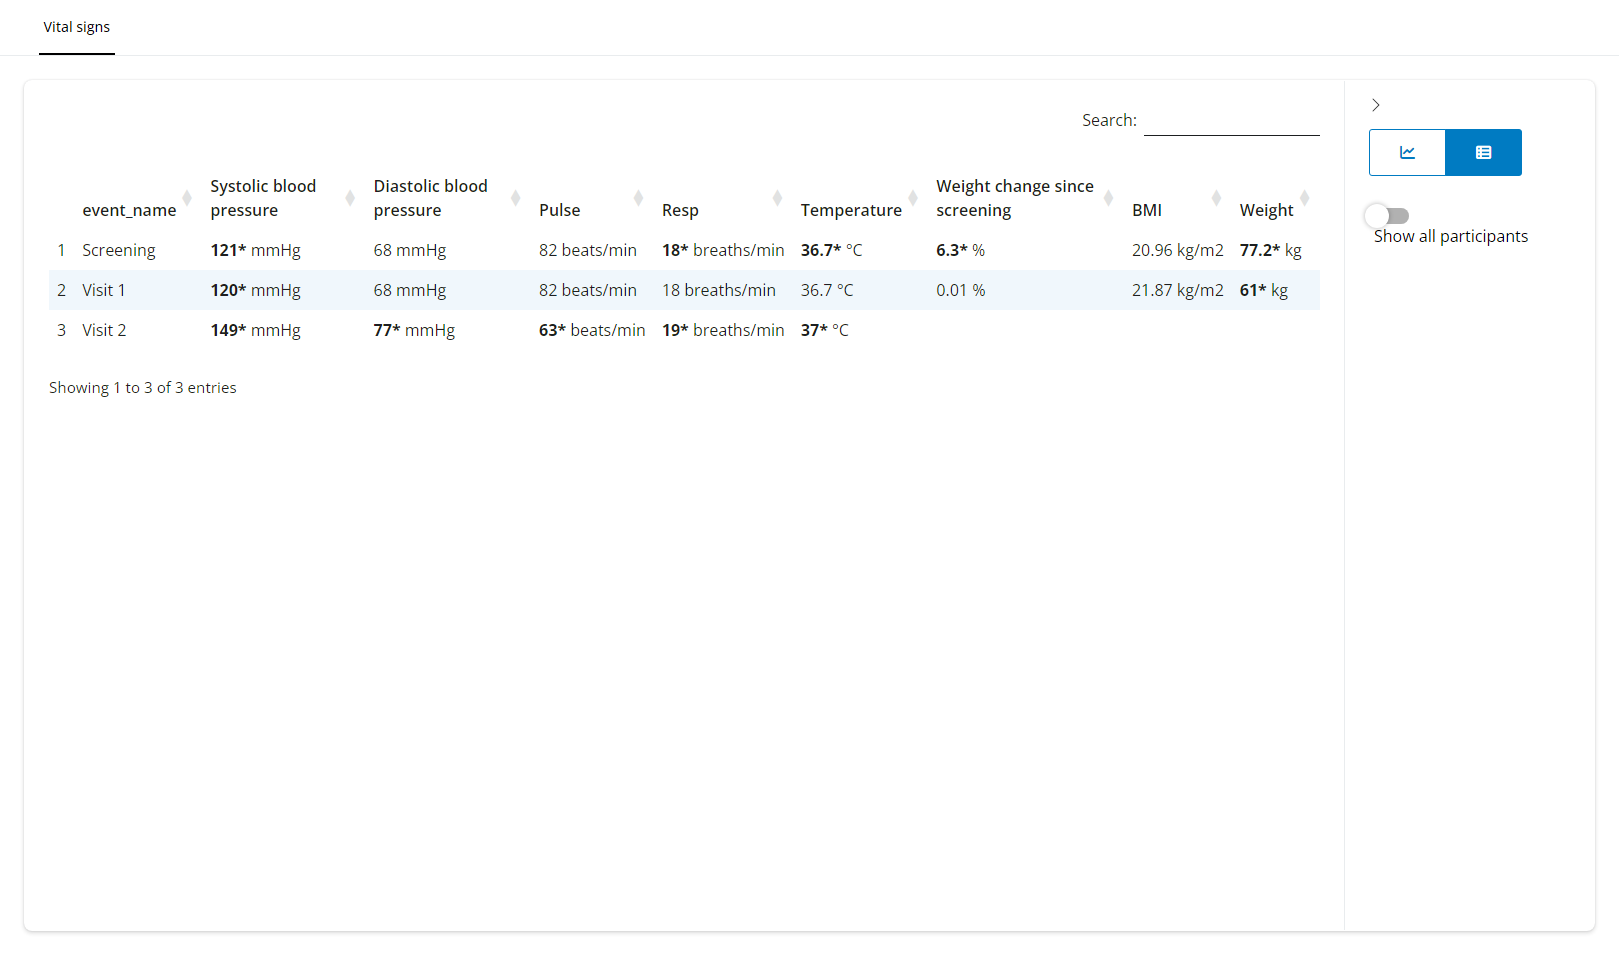 Vital signs
Search:
event_name Systolic blood pressure Diastolic blood pressure Pulse Resp Temperature Weight change since screening BMI Weight
1 Screening 121* mmHg 68 mmHg 82 beats/min 18* breaths/min 36.7* °C 6.3* % 20.96 kg/m2 77.2* kg
2 Visit 1 120* mmHg 68 mmHg 82 beats/min 18 breaths/min 36.7 °C 0.01 % 21.87 kg/m2 61* kg
3 Visit 2 149* mmHg 77* mmHg 63* beats/min 19* breaths/min 37* °C
Showing 1 to 3 of 3 entries
Show all participants